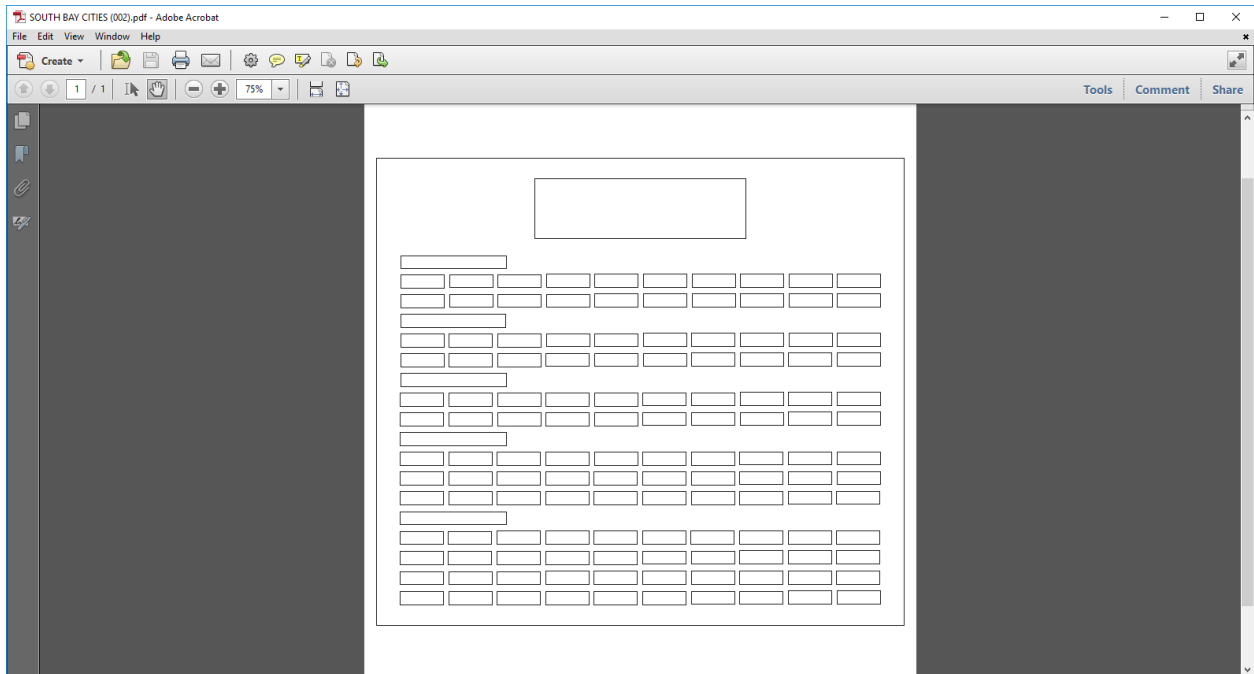 SOUTH BAY CITIES (002).pdf - Adobe Acrobat
File Edit View Window Help
Create
1 / 1 75% Tools Comment Share